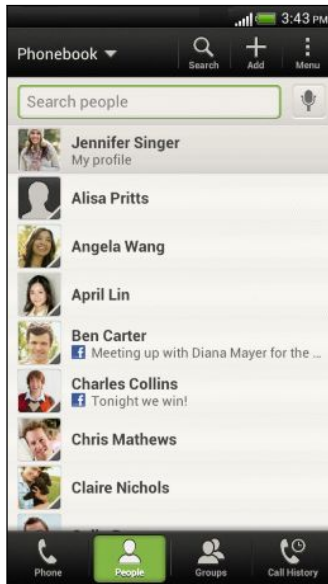 3:43 PM
Phonebook
Search
Add
Menu
Search people
Jennifer Singer
My profile
Alisa Pritts
Angela Wang
April Lin
Ben Carter
Meeting up with Diana Mayer for the ...
Charles Collins
Tonight we win!
Chris Mathews
Claire Nichols
Phone
People
Groups
Call History